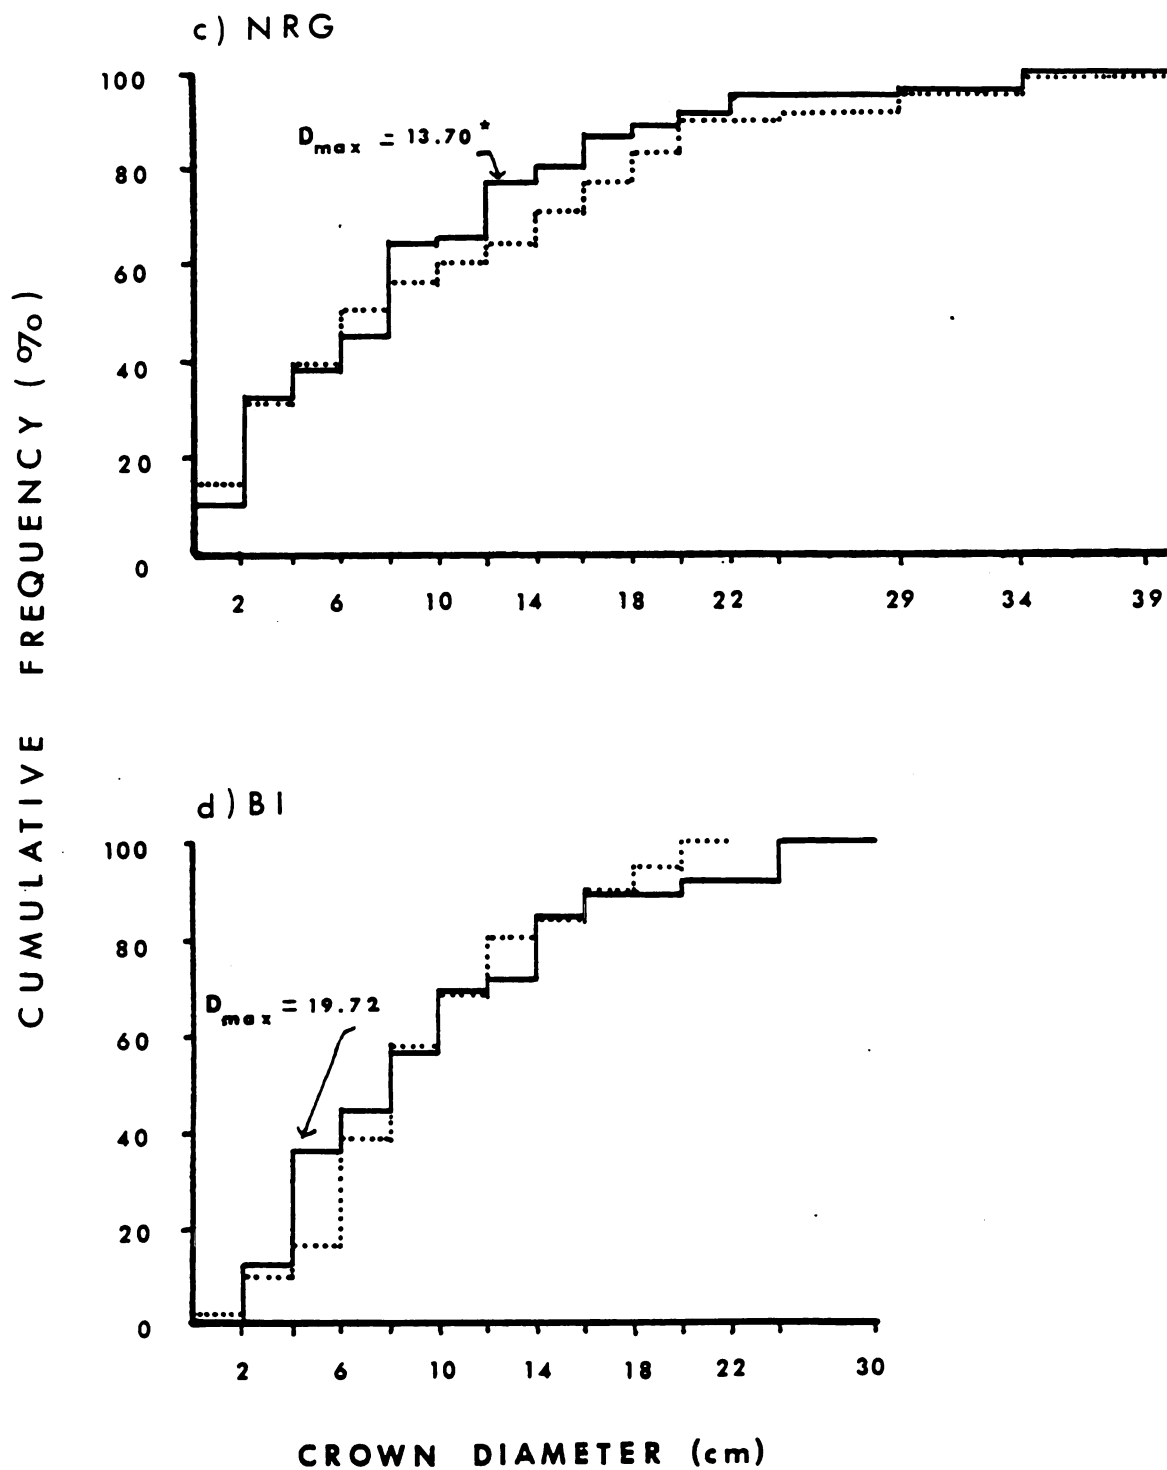 c) NRG
100
80
60
40
20
0
D max = 13.70 *
2 6 10 14 18 22 29 34 39
CUMULATIVE FREQUENCY (%)
d) BI
100
80
60
40
20
0
D max = 19.72
2 6 10 14 18 22 30
CROWN DIAMETER (cm)